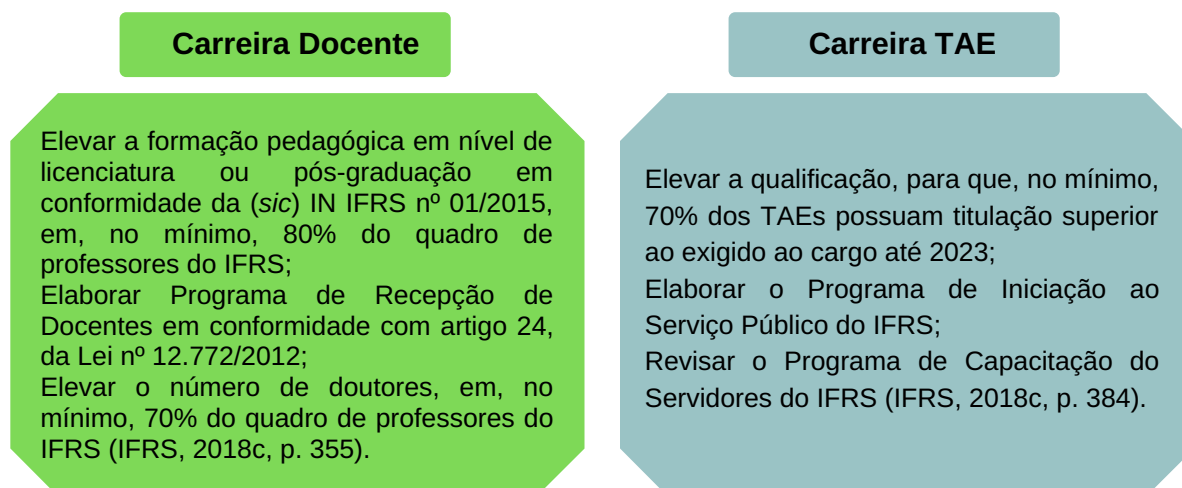 Carreira Docente
Elevar a formação pedagógica em nível de
licenciatura ou pós-graduação em
conformidade da (sic) IN IFRS nº 01/2015,
em, no mínimo, 80% do quadro de
professores do IFRS;
Elaborar Programa de Recepção de
Docentes em conformidade com artigo 24,
da Lei nº 12.772/2012;
Elevar o número de doutores, em, no
mínimo, 70% do quadro de professores do
IFRS (IFRS, 2018c, p. 355).
Carreira TAE
Elevar a qualificação, para que, no mínimo,
70% dos TAEs possuam titulação superior
ao exigido ao cargo até 2023;
Elaborar o Programa de Iniciação ao
Serviço Público do IFRS;
Revisar o Programa de Capacitação do
Servidores do IFRS (IFRS, 2018c, p. 384).